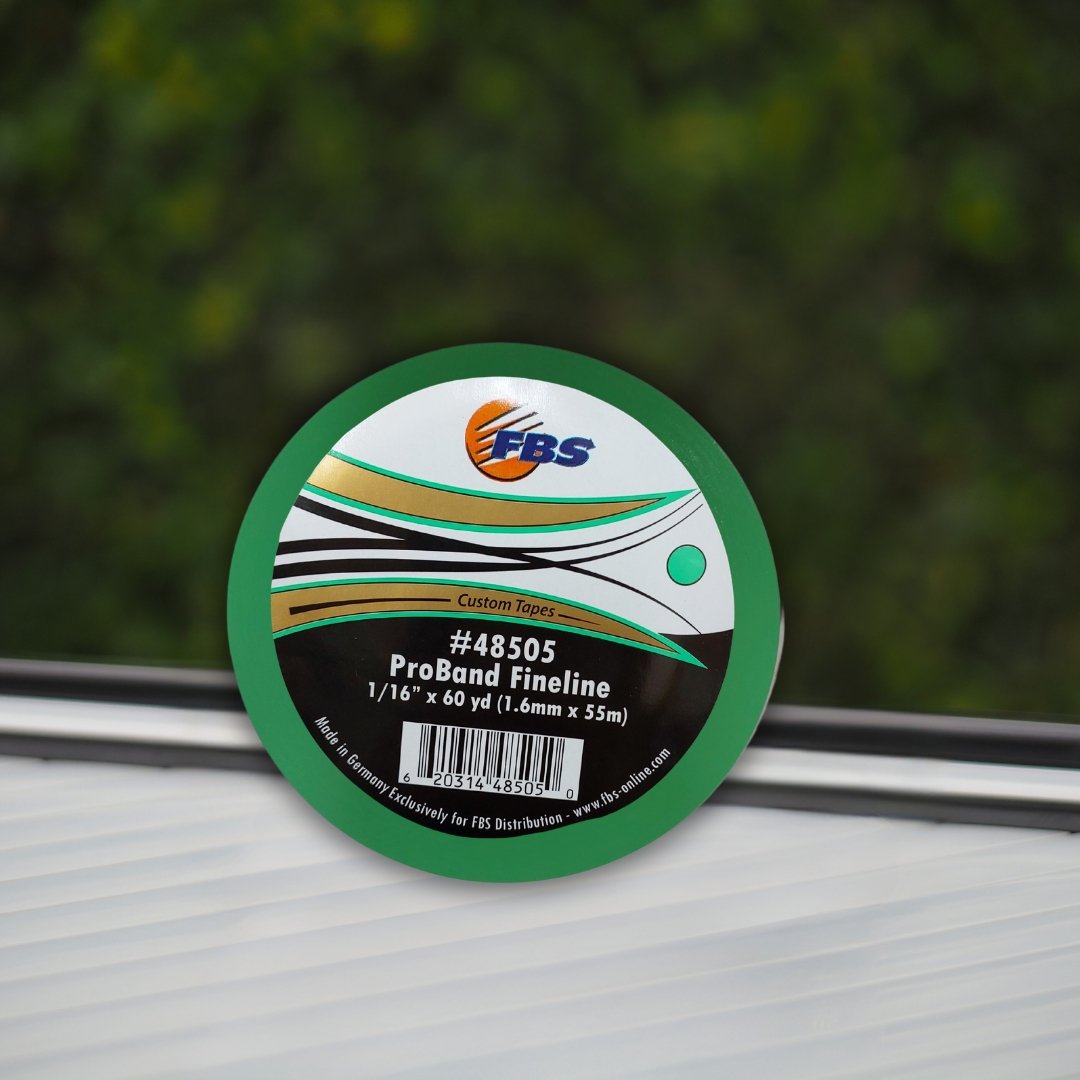 FBS
Custom Tapes
#48505
ProBand Fineline
1/16” x 60 yd (1.6mm x 55m)
6 20314 48505 0
Made in Germany Exclusively for FBS Distribution - www.fbs-online.com